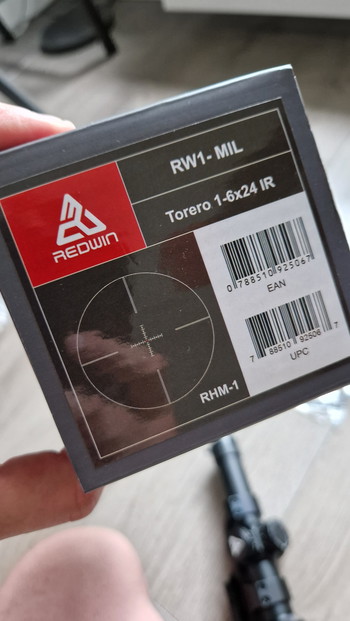 RW1- MIL
Torero 1-6x24 IR
REDWIN
0 788510 925067
EAN
7 88510 92506 7
UPC
RHM-1